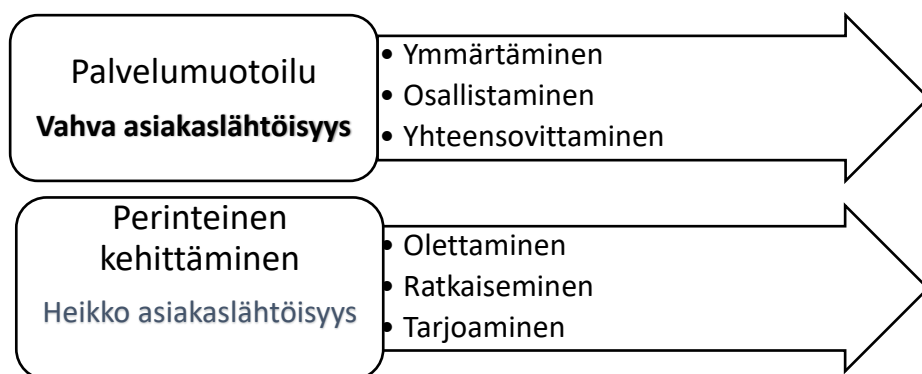 Palvelumuotoilu
Vahva asiakaslähtöisyys
• Ymmärtäminen
• Osallistaminen
• Yhteensovittaminen
Perinteinen
kehittäminen
Heikko asiakaslähtöisyys
• Olettaminen
• Ratkaiseminen
• Tarjoaminen